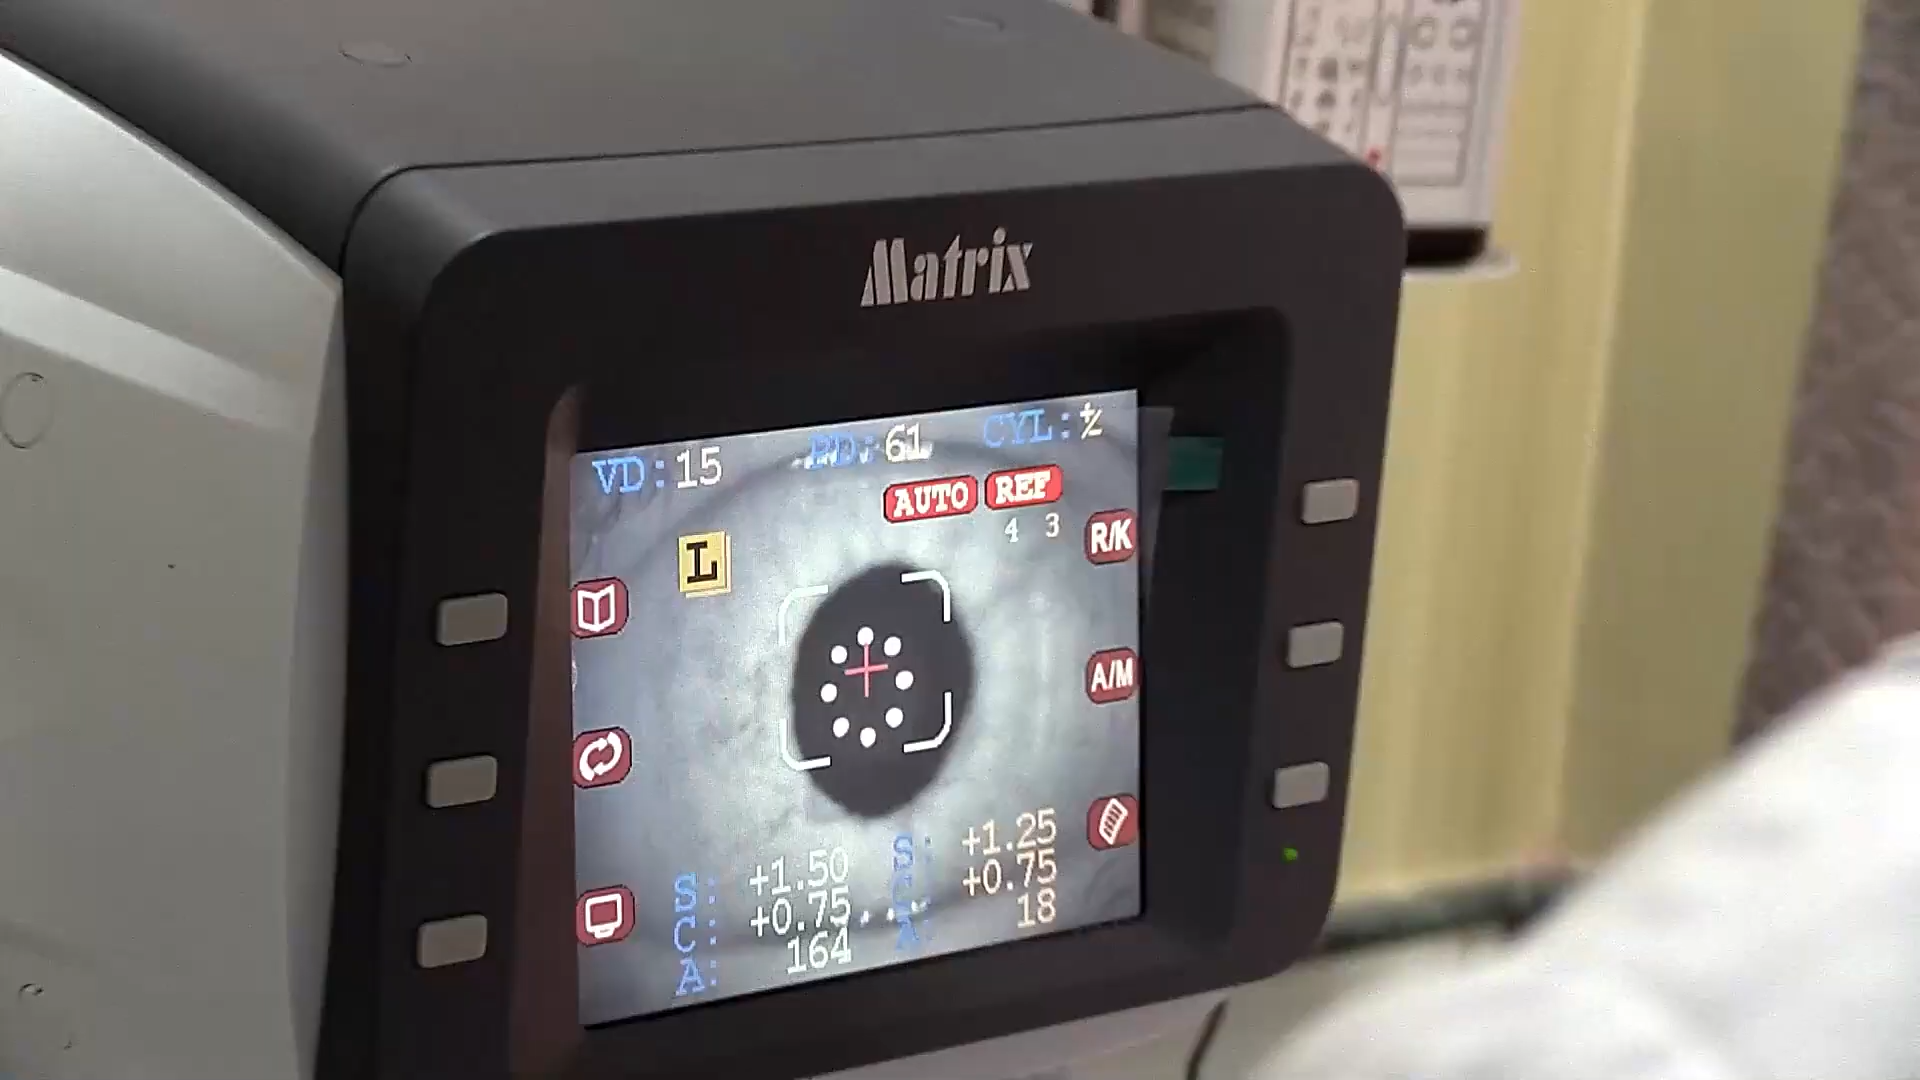 Matrix
VD:15 PD:61 CYL:±
AUTO REF
4 3
L
R/K
A/M
S: +1.50 S: +1.25
C: +0.75 C: +0.75
A: 164 A: 18